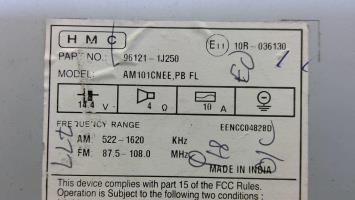 HMC
E11 10R-036130
PART NO.: 96121-1J250
MODEL: AM101CNEE,PB FL
14.4 V 4 Ω 10 A
FREQUENCY RANGE EENCC0482BD
AM: 522-1620 KHz
FM: 87.5-108.0 MHz
MADE IN INDIA
This device complies with part 15 of the FCC Rules.
Operation is Subject to the following two conditions: